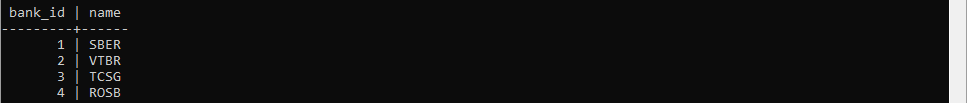 bank_id | name
---------+------
1 | SBER
2 | VTBR
3 | TCSG
4 | ROSB